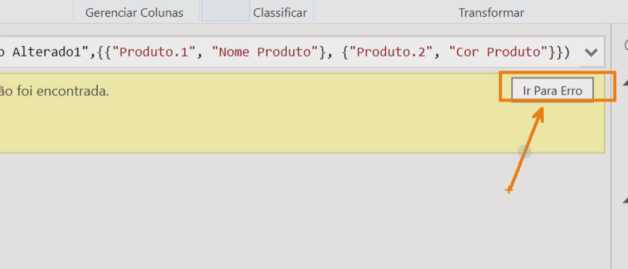 Gerenciar Colunas Classificar Transformar
o Alterado1",{{"Produto.1", "Nome Produto"}, {"Produto.2", "Cor Produto"}})
ão foi encontrada. Ir Para Erro